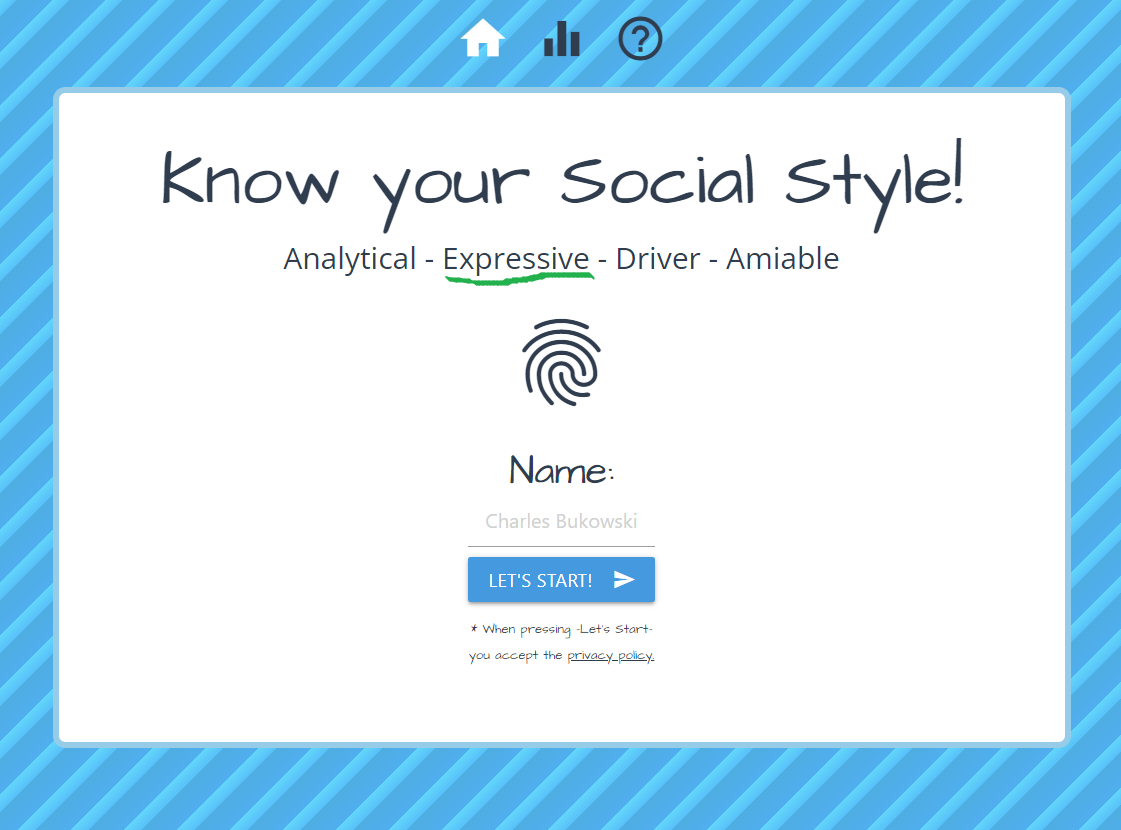 Know your Social Style!
Analytical - Expressive - Driver - Amiable
Name:
Charles Bukowski
LET'S START!
* When pressing -Let's Start-
you accept the privacy policy.